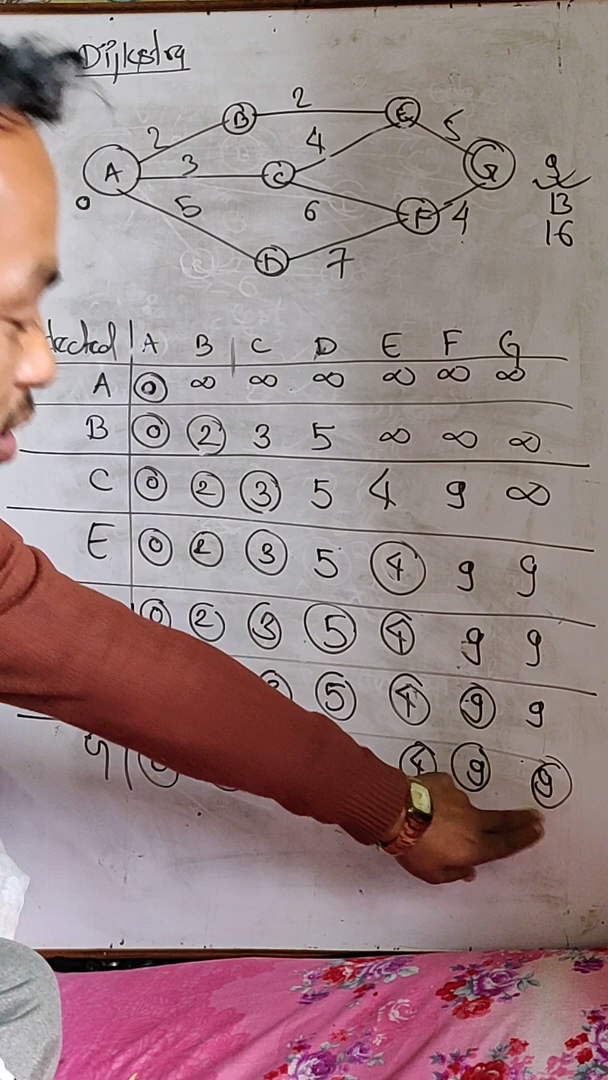 Dijkstra
B 2 E
2 4 5
A 3 C G 9
0 5 6 F 4 13
D 7 16
lected A B C D E F G
A 0 ∞ ∞ ∞ ∞ ∞ ∞
B 0 2 3 5 ∞ ∞ ∞
C 0 2 3 5 4 9 ∞
E 0 2 3 5 4 9 9
0 2 3 5 4 9 9
3 5 4 9 9
G 4 9 9